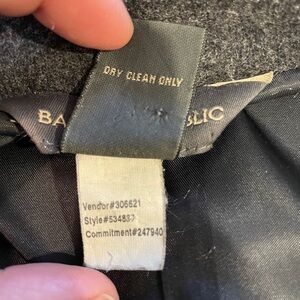 DRY CLEAN ONLY
BA BLIC
Vendor#306621
Style#534837
Commitment#247940